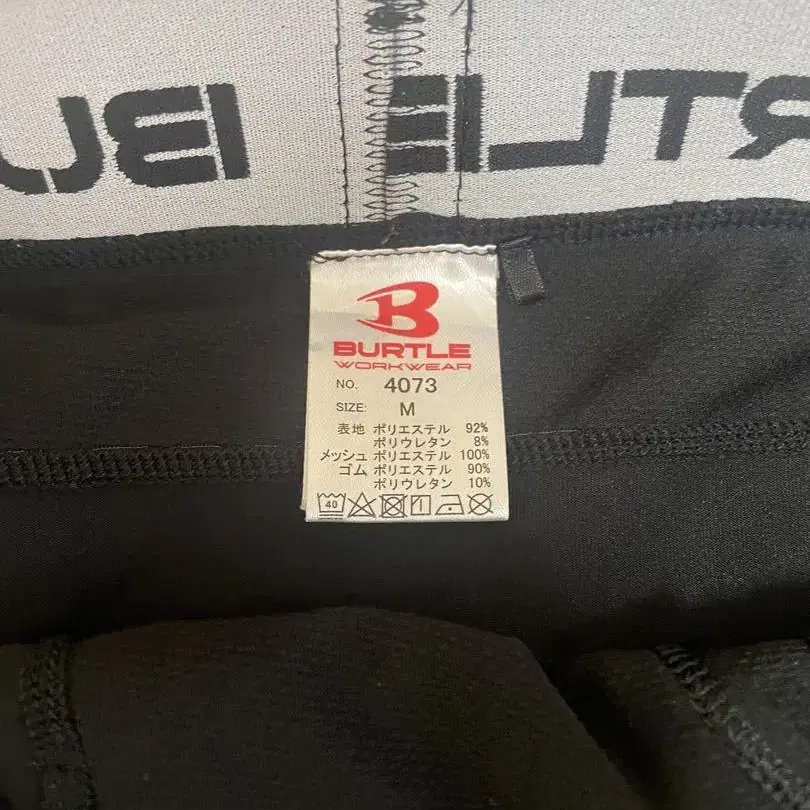 BURTLE
BURTLE
WORKWEAR
NO. 4073
SIZE: M
表地 ポリエステル 92%
ポリウレタン 8%
メッシュ ポリエステル 100%
ゴム ポリエステル 90%
ポリウレタン 10%
40